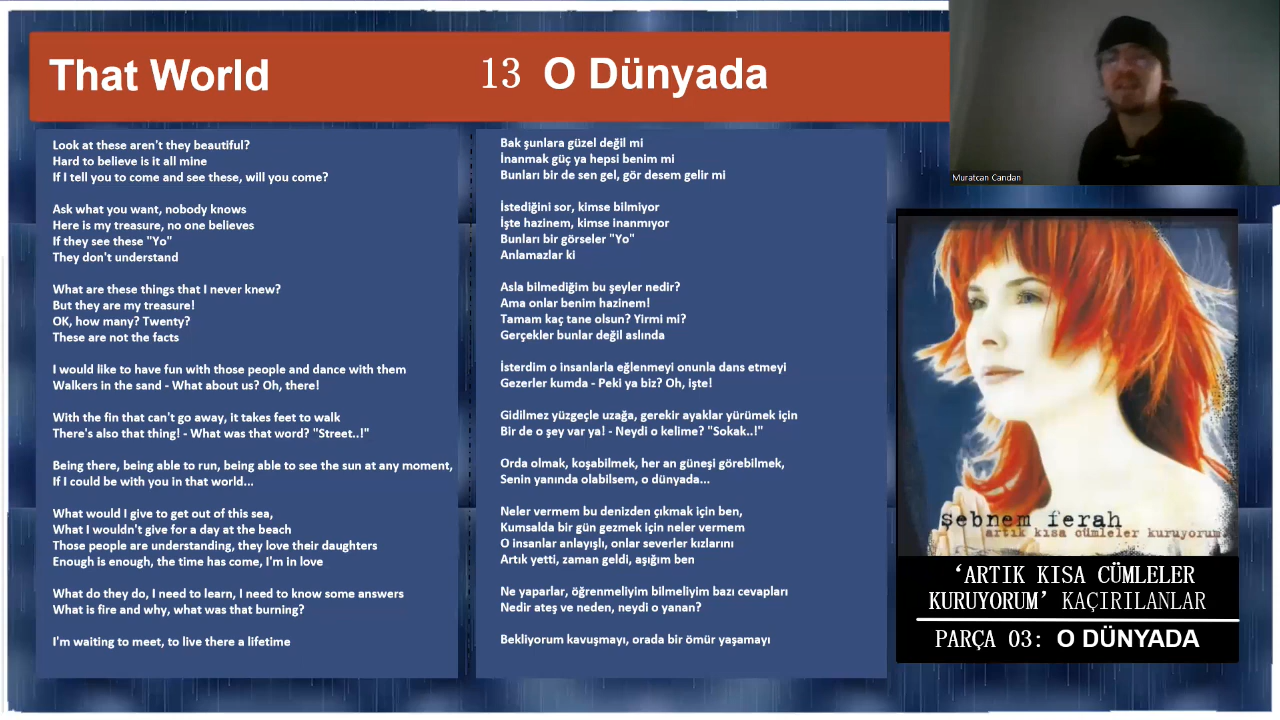 That World
13 O Dünyada
Look at these aren't they beautiful?
Hard to believe is it all mine
If I tell you to come and see these, will you come?
Ask what you want, nobody knows
Here is my treasure, no one believes
If they see these "Yo"
They don't understand
What are these things that I never knew?
But they are my treasure!
OK, how many? Twenty?
These are not the facts
I would like to have fun with those people and dance with them
Walkers in the sand - What about us? Oh, there!
With the fin that can't go away, it takes feet to walk
There's also that thing! - What was that word? "Street..!"
Being there, being able to run, being able to see the sun at any moment,
If I could be with you in that world...
What would I give to get out of this sea,
What I wouldn't give for a day at the beach
Those people are understanding, they love their daughters
Enough is enough, the time has come, I'm in love
What do they do, I need to learn, I need to know some answers
What is fire and why, what was that burning?
I'm waiting to meet, to live there a lifetime
Bak şunlara güzel değil mi
İnanmak güç ya hepsi benim mi
Bunları bir de sen gel, gör desem gelir mi
İstediğini sor, kimse bilmiyor
İşte hazinem, kimse inanmıyor
Bunları bir görseler "Yo"
Anlamazlar ki
Asla bilmediğim bu şeyler nedir?
Ama onlar benim hazinem!
Tamam kaç tane olsun? Yirmi mi?
Gerçekler bunlar değil aslında
İsterdim o insanlarla eğlenmeyi onunla dans etmeyi
Gezerler kumda - Peki ya biz? Oh, işte!
Gidilmez yüzgeçle uzağa, gerekir ayaklar yürümek için
Bir de o şey var ya! - Neydi o kelime? "Sokak..!"
Orda olmak, koşabilmek, her an güneşi görebilmek,
Senin yanında olabilsem, o dünyada...
Neler vermem bu denizden çıkmak için ben,
Kumsalda bir gün gezmek için neler vermem
O insanlar anlayışlı, onlar severler kızlarını
Artık yetti, zaman geldi, aşığım ben
Ne yaparlar, öğrenmeliyim bilmeliyim bazı cevapları
Nedir ateş ve neden, neydi o yanan?
Bekliyorum kavuşmayı, orada bir ömür yaşamayı
Muratcan Candan
şebnem ferah
artık kısa cümleler kuruyorum
‘ARTIK KISA CÜMLELER
KURUYORUM’ KAÇIRILANLAR
PARÇA 03: O DÜNYADA